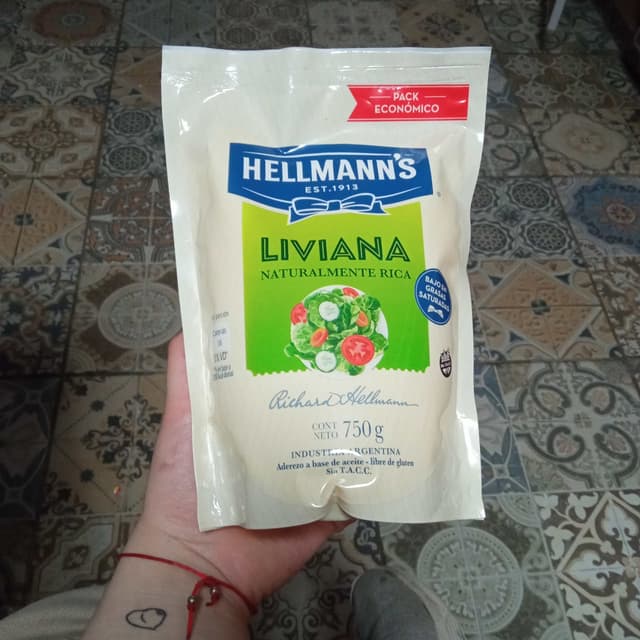 PACK
ECONÓMICO
HELLMANN'S
EST.1913
LIVIANA
NATURALMENTE RICA
BAJO EN
GRASAS
SATURADAS
Richard Hellmann
CONT
NETO 750 g
INDUSTRIA ARGENTINA
Aderezo a base de aceite - libre de gluten
Sin T.A.C.C.